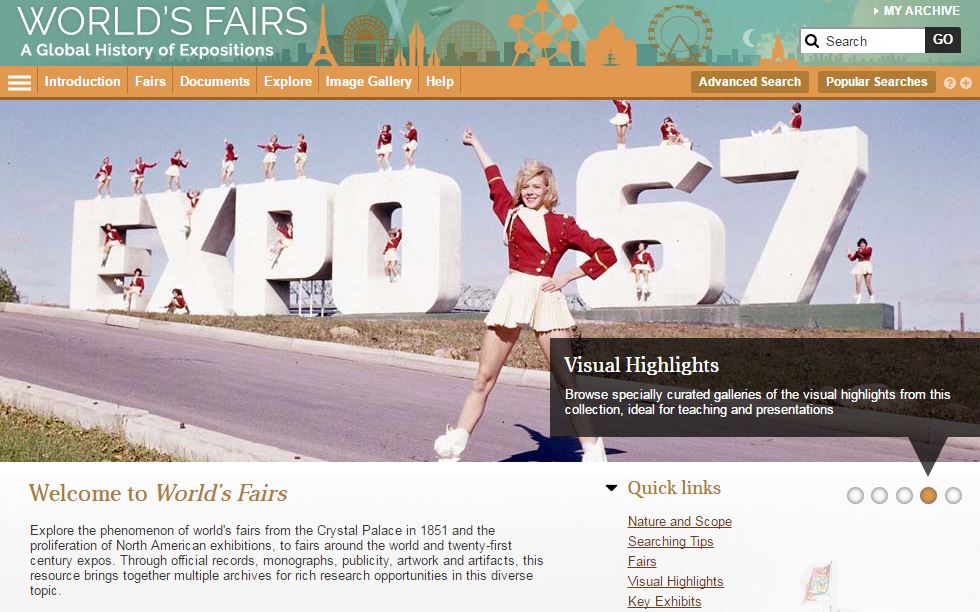 WORLD'S FAIRS
A Global History of Expositions
MY ARCHIVE
Search
GO
Introduction
Fairs
Documents
Explore
Image Gallery
Help
Advanced Search
Popular Searches
?
+
EXPO 67
Visual Highlights
Browse specially curated galleries of the visual highlights from this
collection, ideal for teaching and presentations
Welcome to World's Fairs
Explore the phenomenon of world's fairs from the Crystal Palace in 1851 and the
proliferation of North American exhibitions, to fairs around the world and twenty-first
century expos. Through official records, monographs, publicity, artwork and artifacts, this
resource brings together multiple archives for rich research opportunities in this diverse
topic.
Quick links
Nature and Scope
Searching Tips
Fairs
Visual Highlights
Key Exhibits